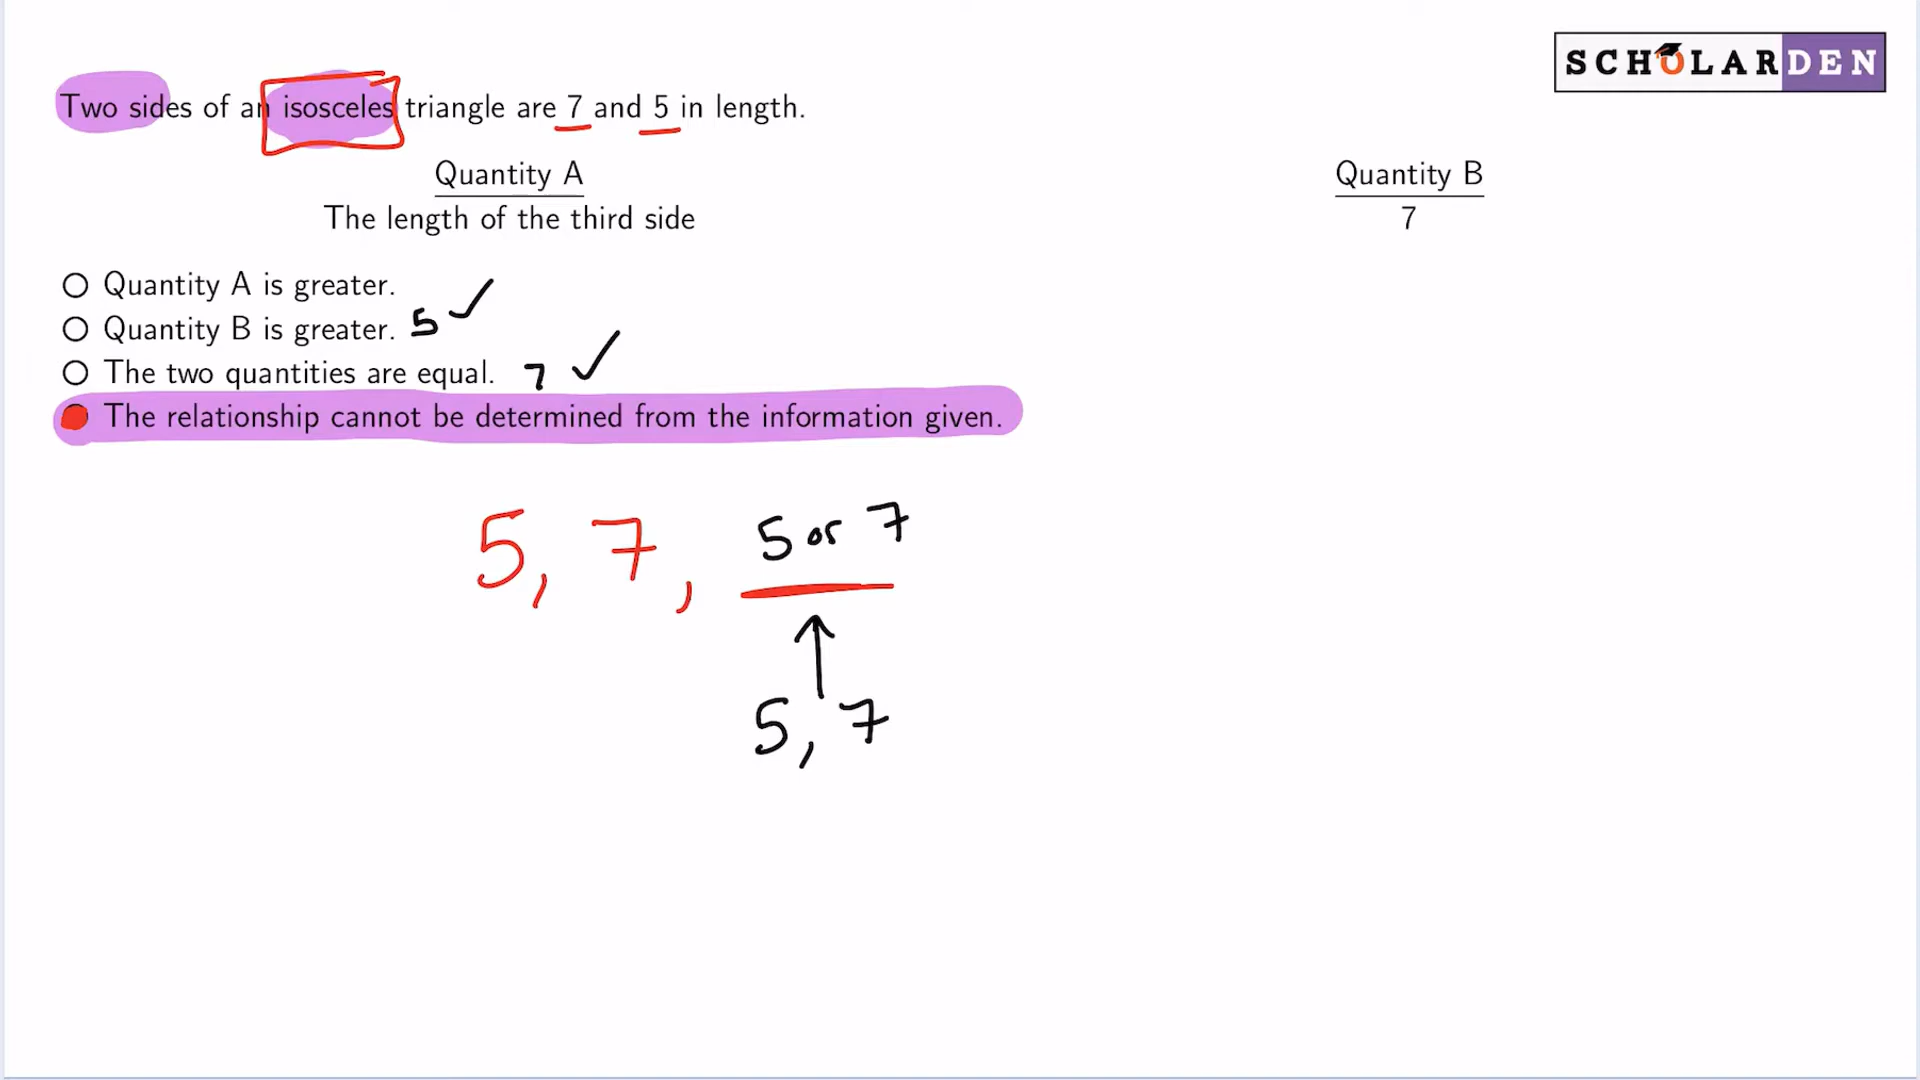 SCHOLARDEN
Two sides of an isosceles triangle are 7 and 5 in length.
Quantity A
The length of the third side
Quantity B
7
Quantity A is greater.
Quantity B is greater. 5
The two quantities are equal. 7
The relationship cannot be determined from the information given.
5, 7, 5 or 7
5, 7